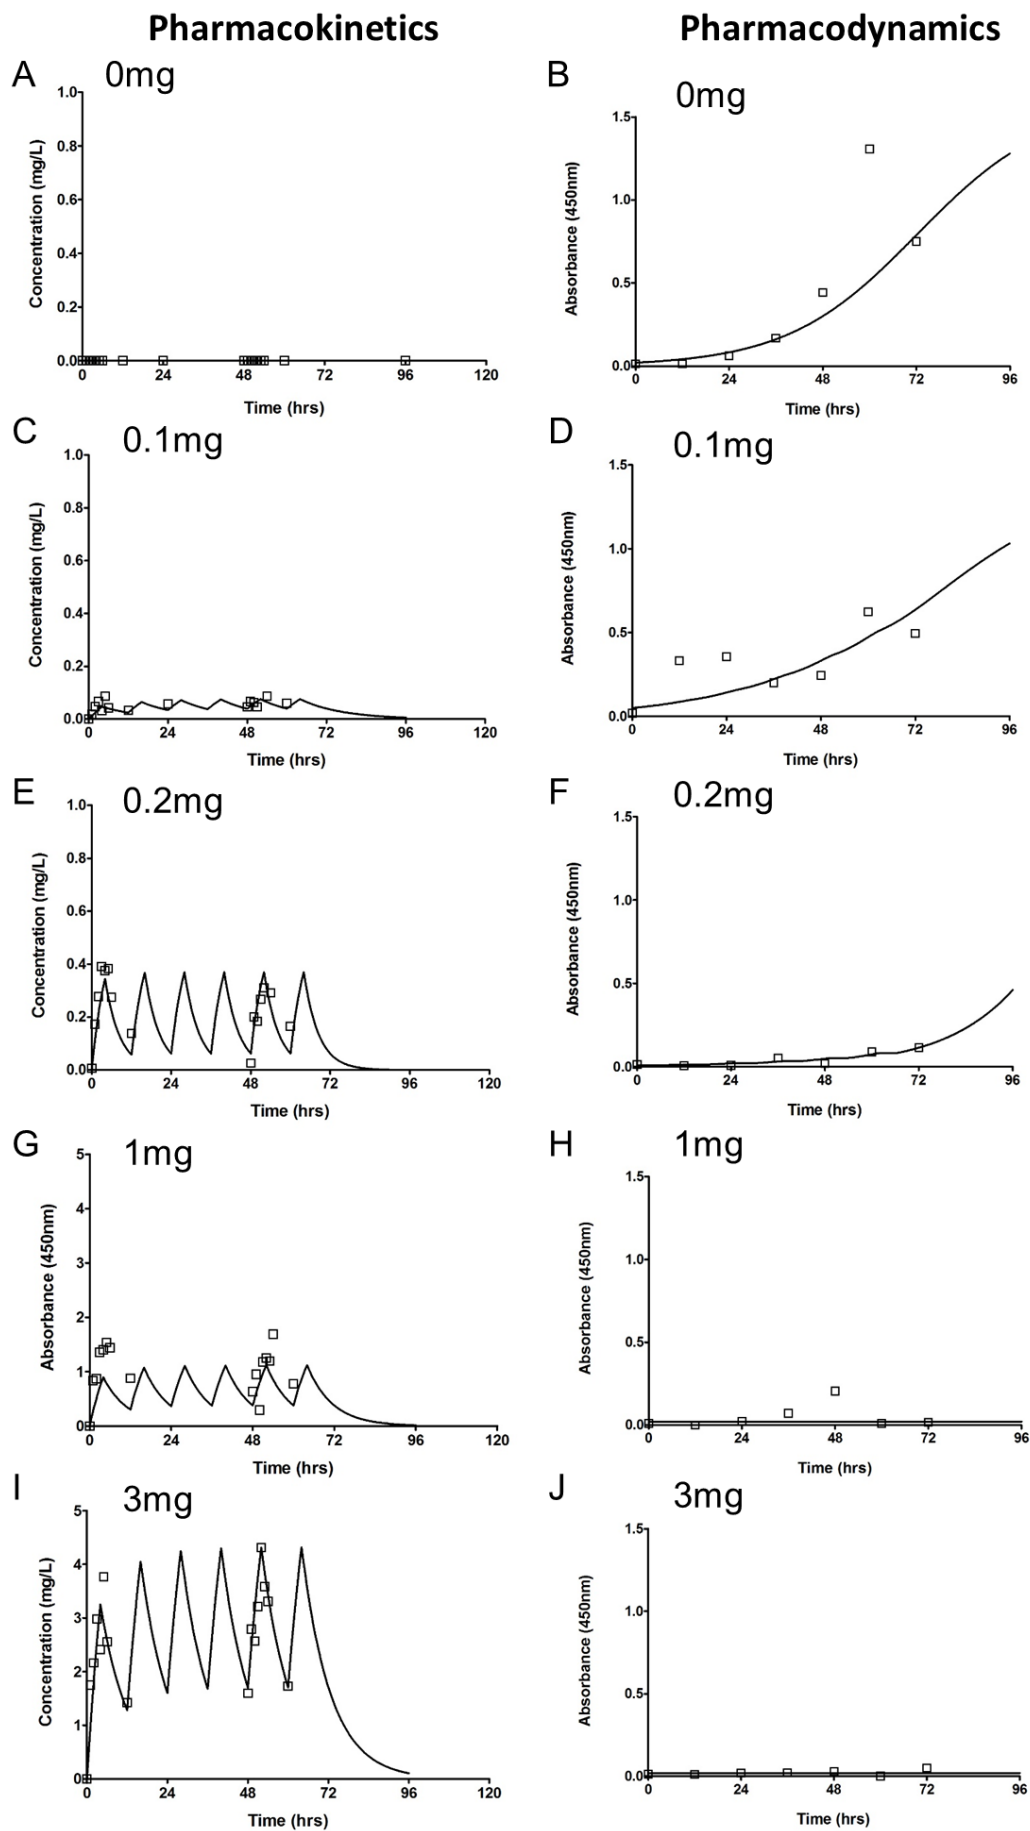 Pharmacokinetics
Pharmacodynamics
A
0mg
1.0
0.8
0.6
0.4
0.2
0.0
Concentration (mg/L)
0 24 48 72 96 120
Time (hrs)
B
0mg
1.5
1.0
0.5
0.0
Absorbance (450nm)
0 24 48 72 96
Time (hrs)
C
0.1mg
1.0
0.8
0.6
0.4
0.2
0.0
Concentration (mg/L)
0 24 48 72 96 120
Time (hrs)
D
0.1mg
1.5
1.0
0.5
0.0
Absorbance (450nm)
0 24 48 72 96
Time (hrs)
E
0.2mg
1.0
0.8
0.6
0.4
0.2
0.0
Concentration (mg/L)
0 24 48 72 96 120
Time (hrs)
F
0.2mg
1.5
1.0
0.5
0.0
Absorbance (450nm)
0 24 48 72 96
Time (hrs)
G
1mg
5
4
3
2
1
0
Absorbance (450nm)
0 24 48 72 96 120
Time (hrs)
H
1mg
1.5
1.0
0.5
0.0
Absorbance (450nm)
0 24 48 72 96
Time (hrs)
I
3mg
5
4
3
2
1
0
Concentration (mg/L)
0 24 48 72 96 120
Time (hrs)
J
3mg
1.5
1.0
0.5
0.0
Absorbance (450nm)
0 24 48 72 96
Time (hrs)